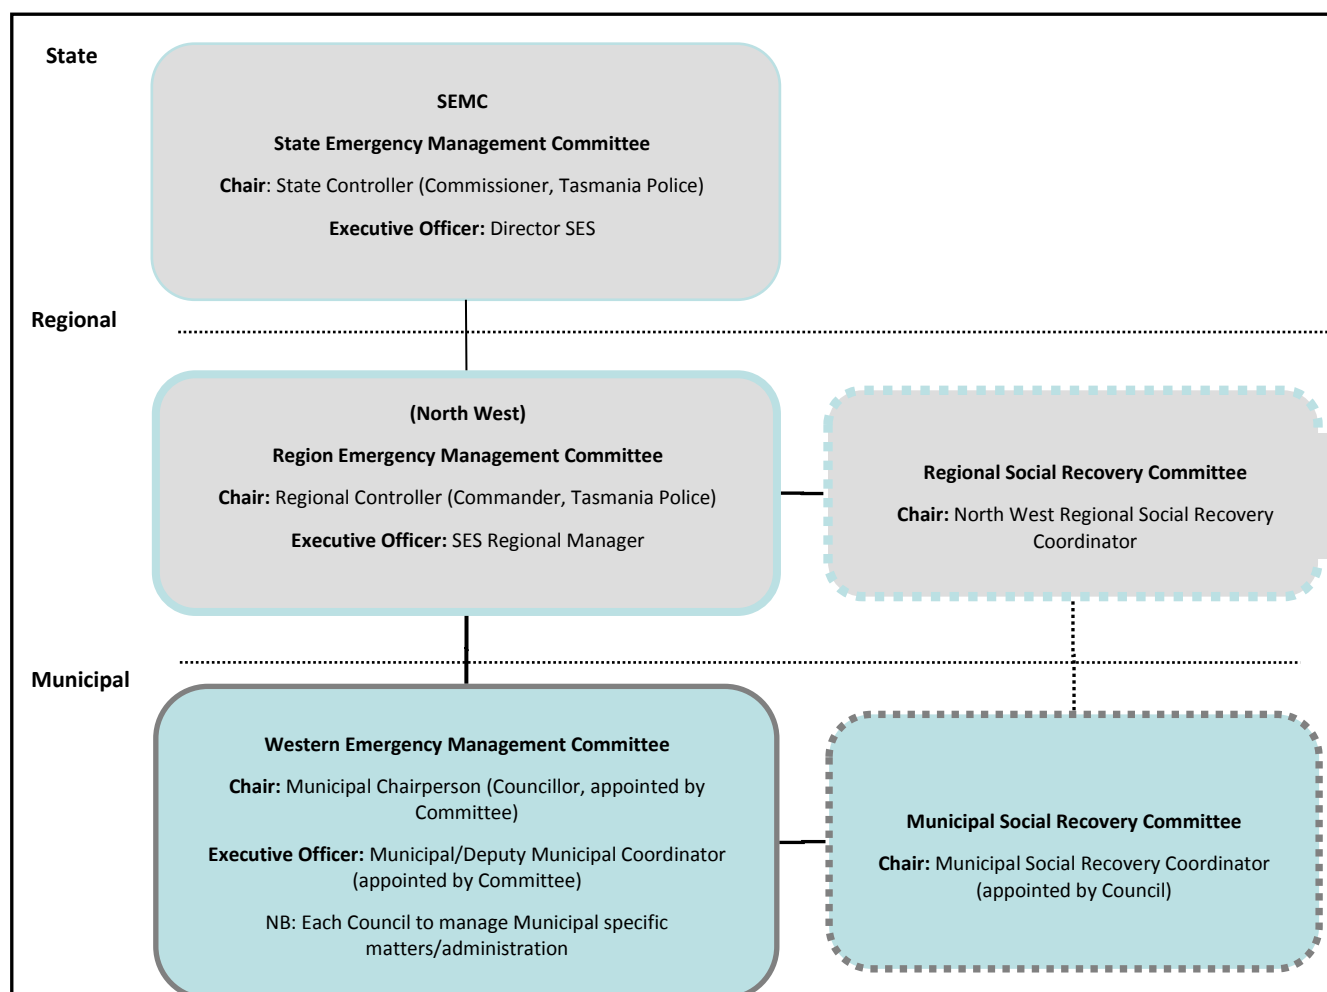 State
SEMC
State Emergency Management Committee
Chair: State Controller (Commissioner, Tasmania Police)
Executive Officer: Director SES
Regional
(North West)
Region Emergency Management Committee
Chair: Regional Controller (Commander, Tasmania Police)
Executive Officer: SES Regional Manager
Regional Social Recovery Committee
Chair: North West Regional Social Recovery
Coordinator
Municipal
Western Emergency Management Committee
Chair: Municipal Chairperson (Councillor, appointed by
Committee)
Executive Officer: Municipal/Deputy Municipal Coordinator
(appointed by Committee)
NB: Each Council to manage Municipal specific
matters/administration
Municipal Social Recovery Committee
Chair: Municipal Social Recovery Coordinator
(appointed by Council)